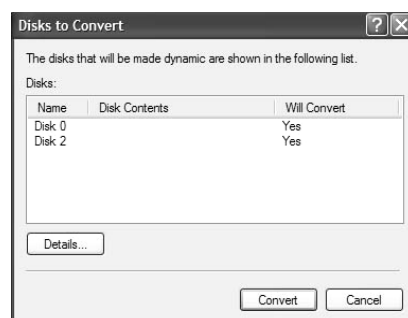 Disks to Convert
The disks that will be made dynamic are shown in the following list.
Disks:
Name Disk Contents Will Convert
Disk 0 Yes
Disk 2 Yes
Details...
Convert Cancel